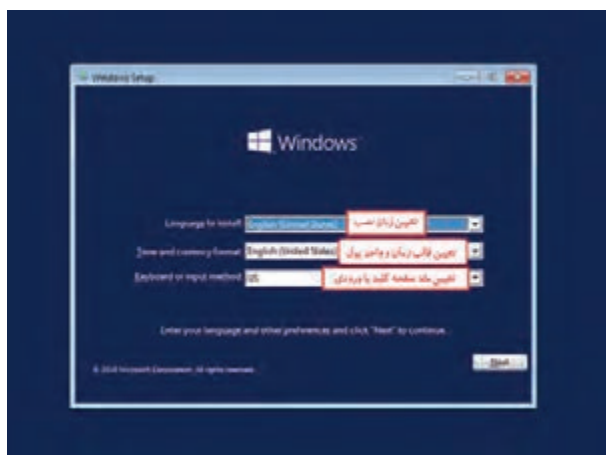 Windows Setup
Windows
Language to install English (United States) تعیین زبان نصب
Time and currency format English (United States) تعیین قالب زمان و واحد پول
Keyboard or input method US تعیین مد صفحه کلید یا ورودی
Enter your language and other preferences and click "Next" to continue.
© Microsoft Corporation. All rights reserved.
Next